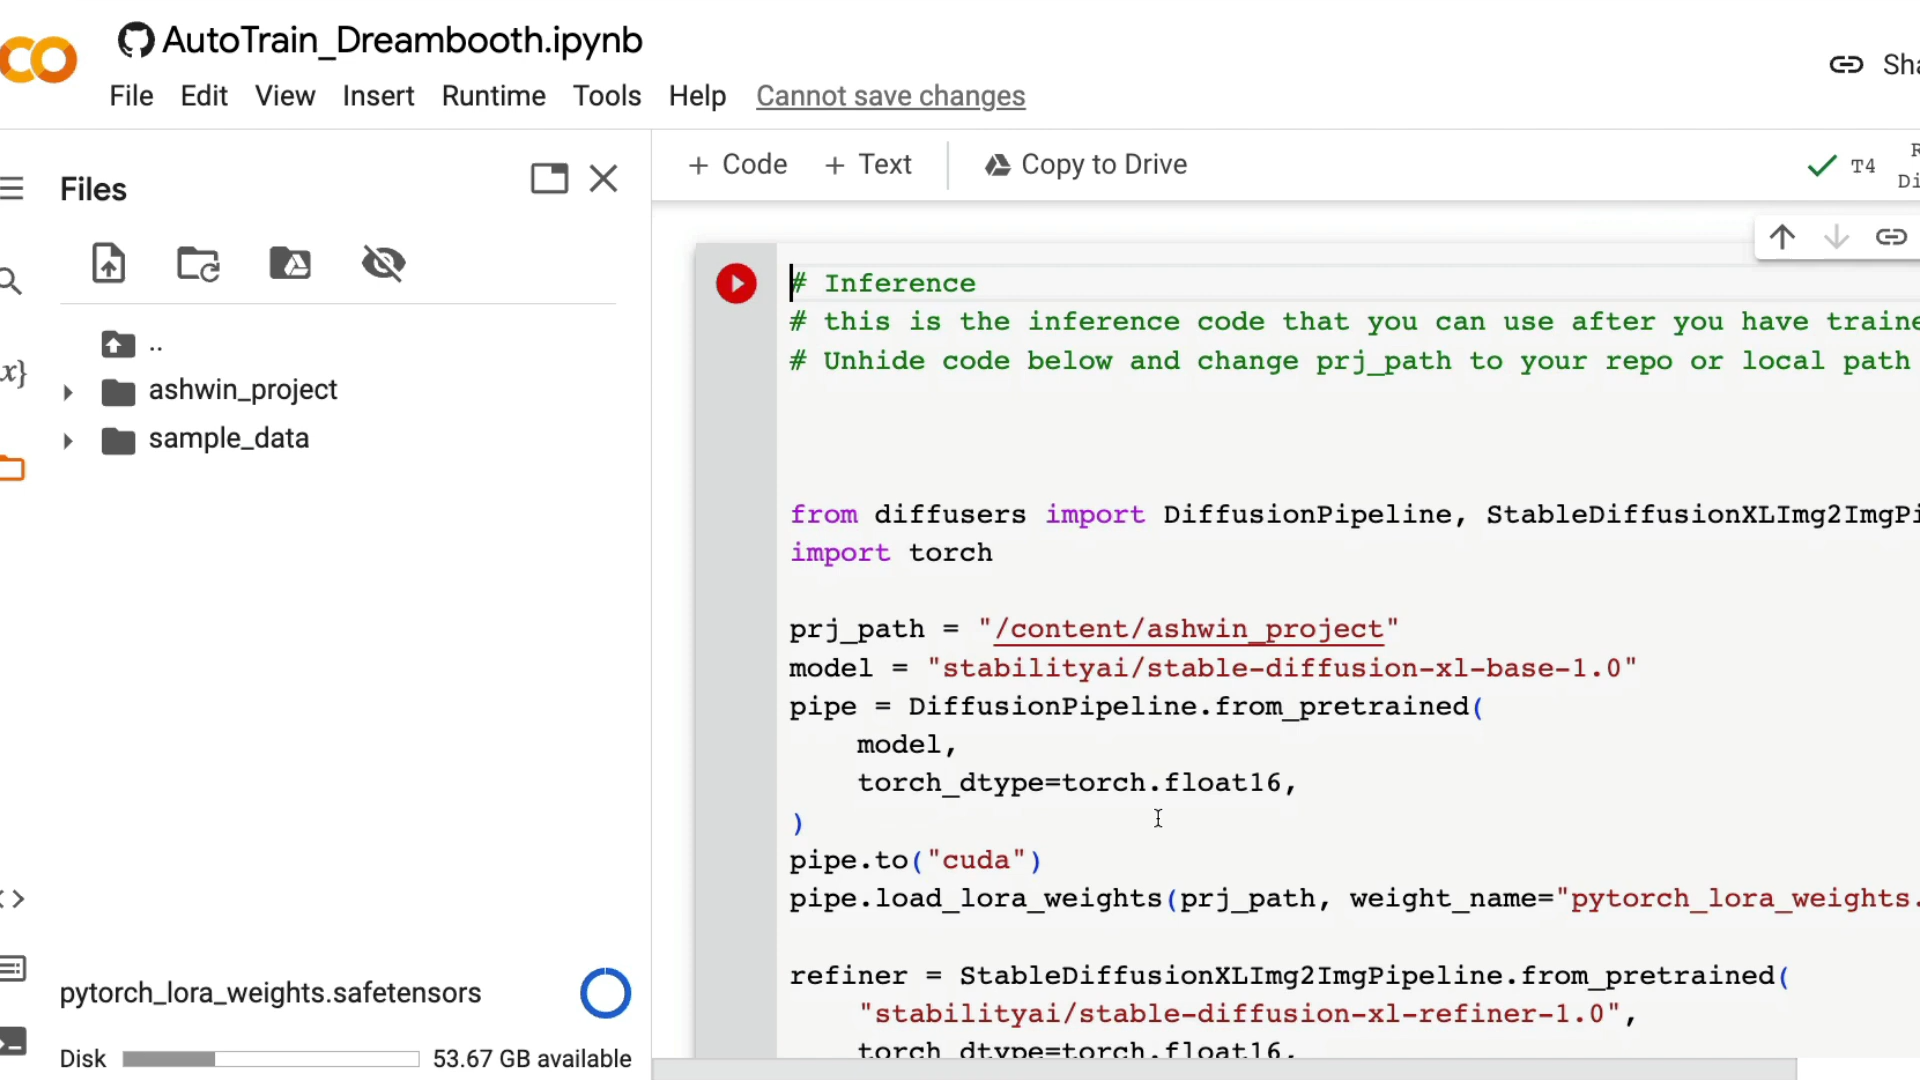 AutoTrain_Dreambooth.ipynb
File Edit View Insert Runtime Tools Help Cannot save changes
Files
+ Code + Text Copy to Drive
T4
..
ashwin_project
sample_data
# Inference
# this is the inference code that you can use after you have
# Unhide code below and change prj_path to your repo or local path
from diffusers import DiffusionPipeline,
import torch
prj_path = "/content/ashwin_project"
model = "stabilityai/stable-diffusion-xl-base-1.0"
pipe = DiffusionPipeline.from_pretrained(
model,
torch_dtype=torch.float16,
)
pipe.to("cuda")
pipe.load_lora_weights(prj_path, weight_name="pytorch_lora_weights.
refiner = StableDiffusionXLImg2ImgPipeline.from_pretrained(
"stabilityai/stable-diffusion-xl-refiner-1.0",
torch_dtype=torch.float16,
pytorch_lora_weights.safetensors
Disk 53.67 GB available